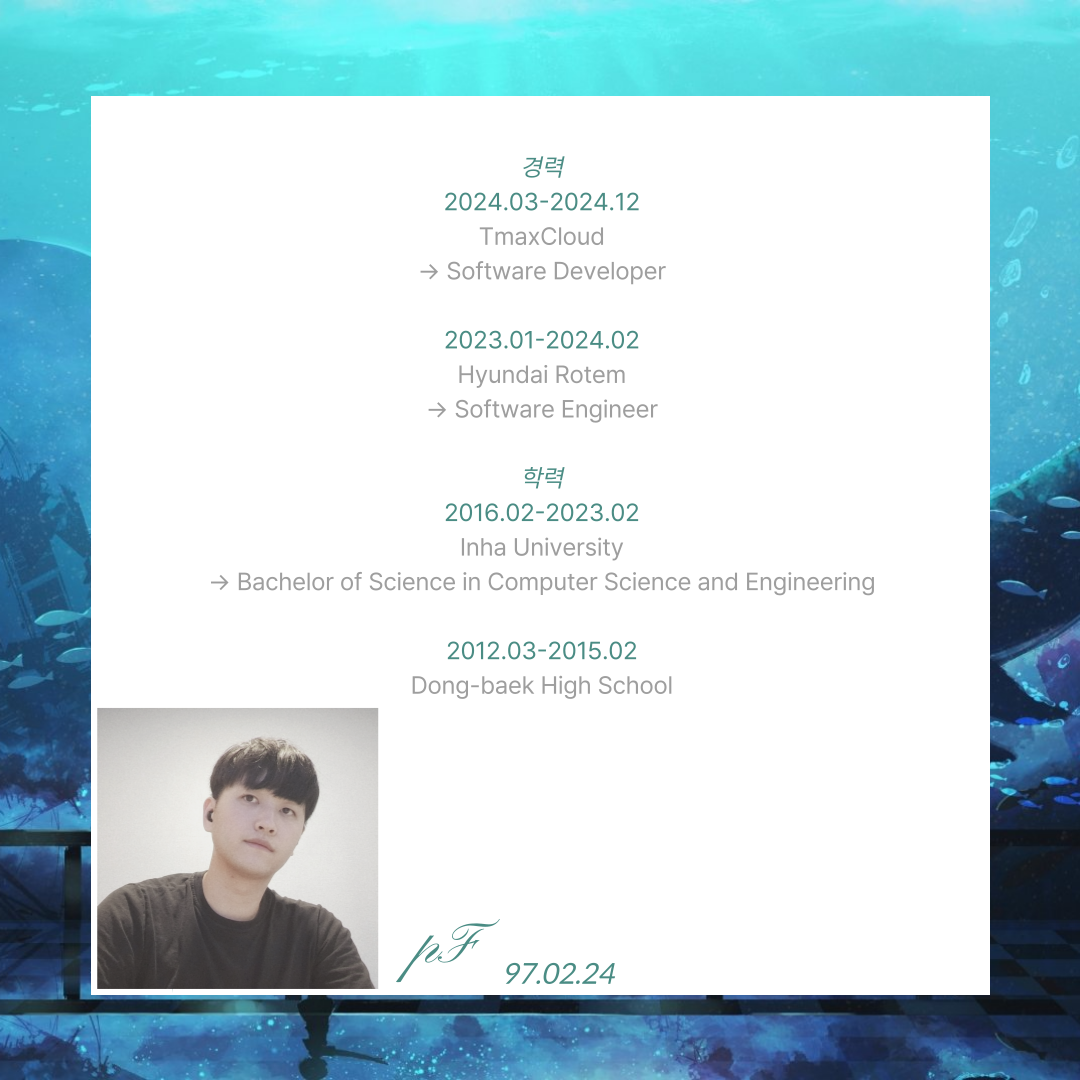 경력
2024.03-2024.12
TmaxCloud
→ Software Developer
2023.01-2024.02
Hyundai Rotem
→ Software Engineer
학력
2016.02-2023.02
Inha University
→ Bachelor of Science in Computer Science and Engineering
2012.03-2015.02
Dong-baek High School
pF
97.02.24